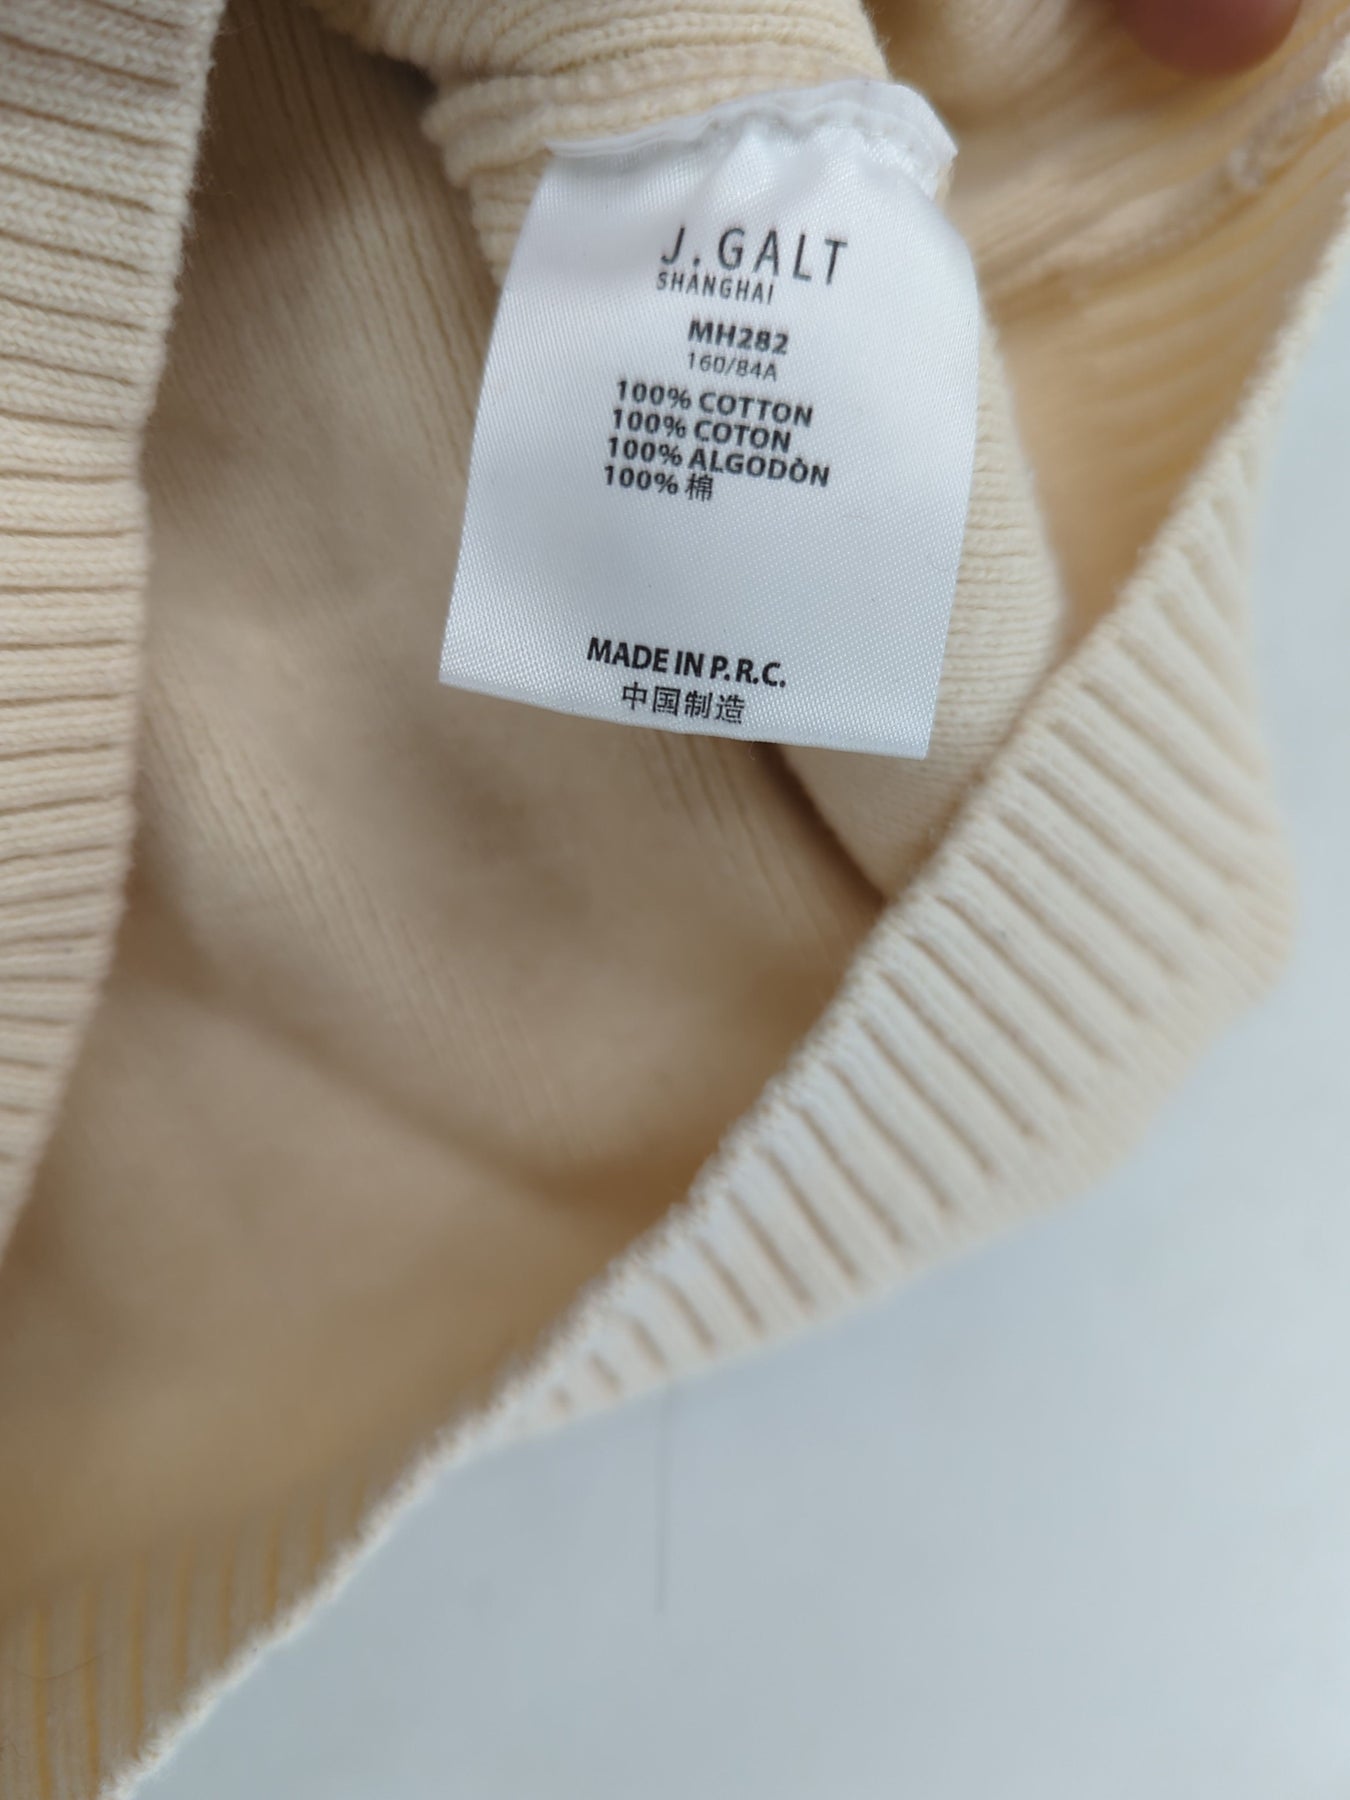 J.GALT
SHANGHAI
MH282
160/84A
100% COTTON
100% COTON
100% ALGODÒN
100% 棉
MADE IN P.R.C.
中国制造